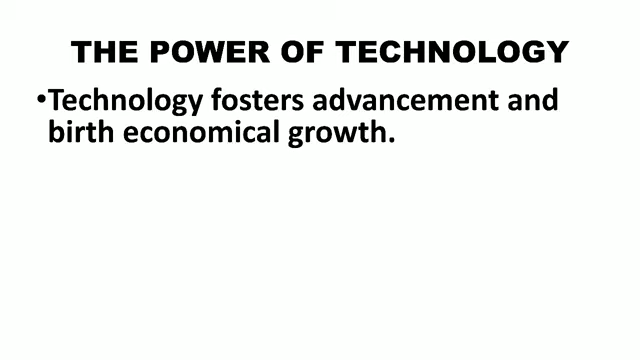 THE POWER OF TECHNOLOGY
•Technology fosters advancement and
birth economical growth.